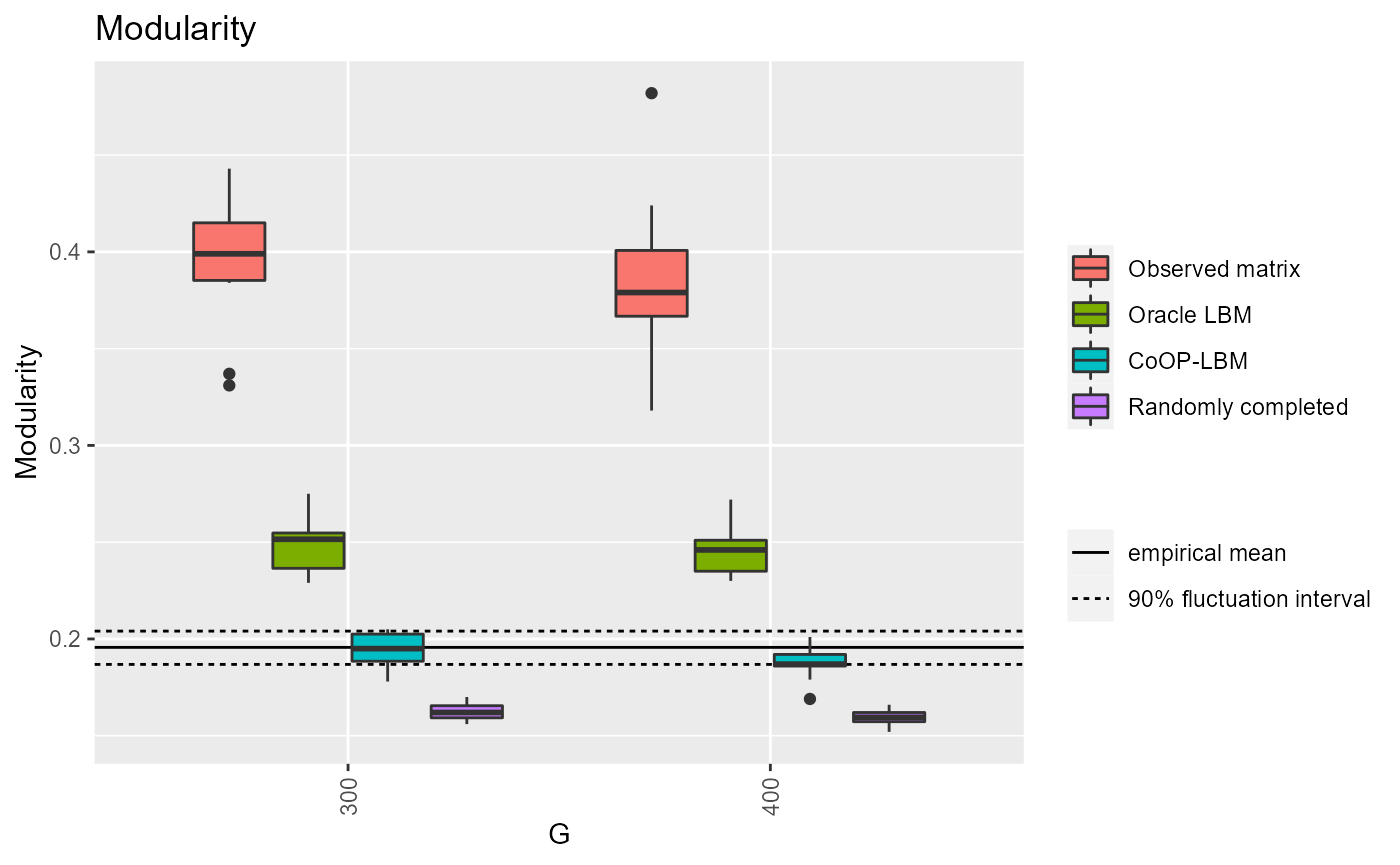 Modularity
Modularity
0.4
0.3
0.2
300
400
G
Observed matrix
Oracle LBM
CoOP-LBM
Randomly completed
empirical mean
90% fluctuation interval